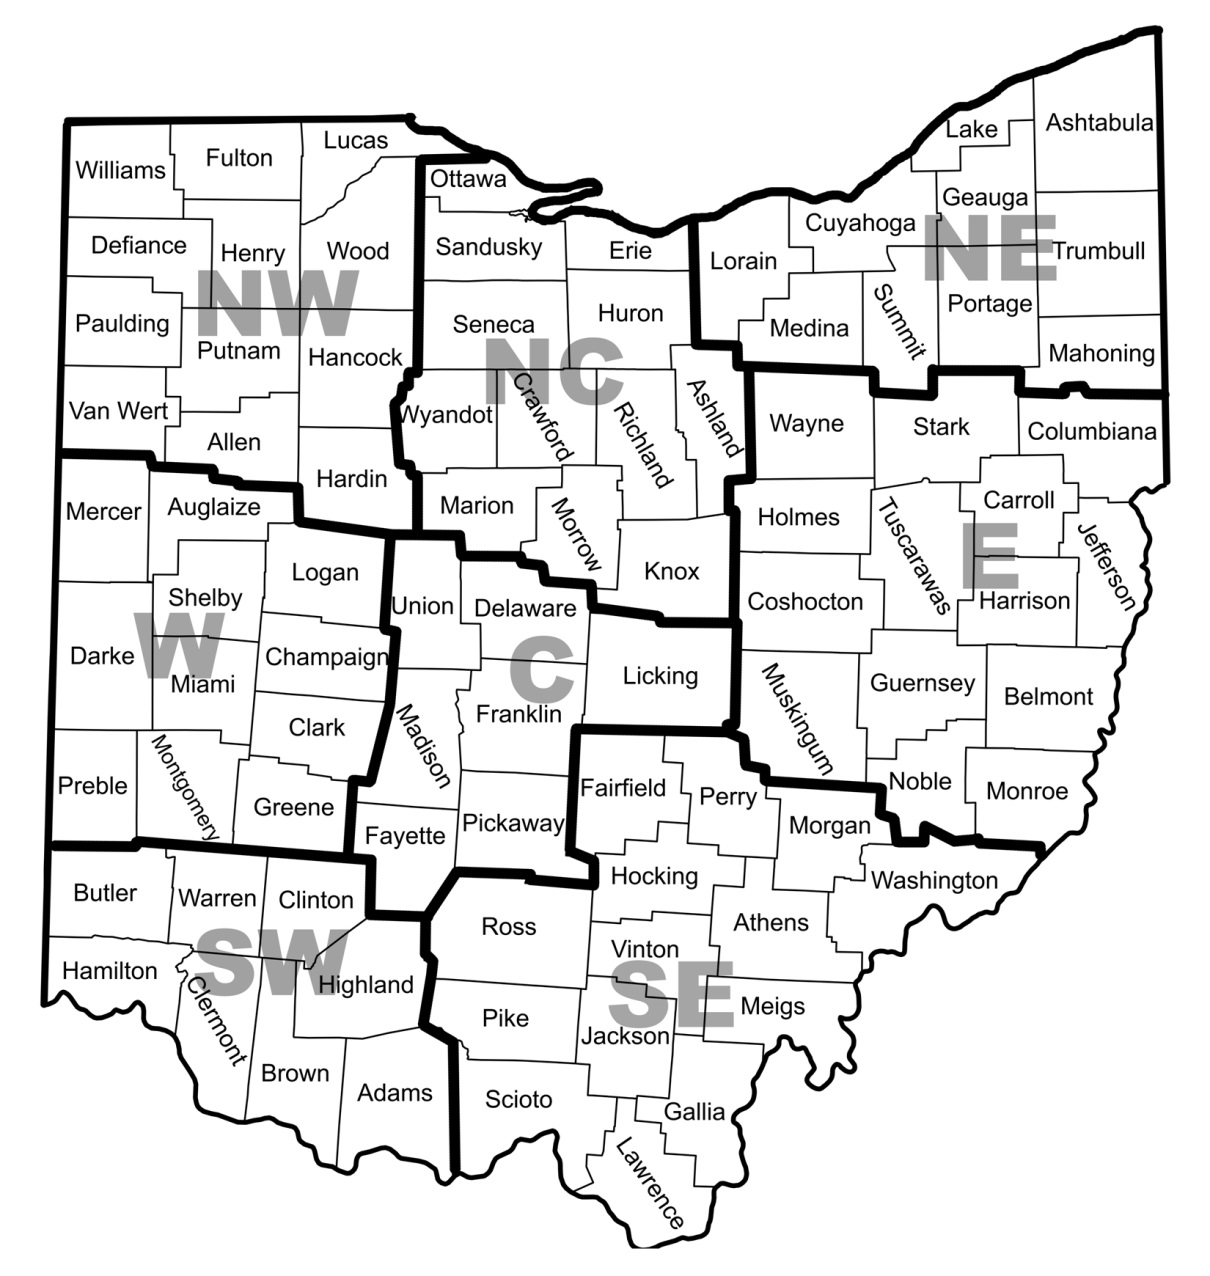 Lake
Ashtabula
Lucas
Fulton
Williams
Ottawa
Geauga
Cuyahoga
Defiance
Henry
Wood
Sandusky
Erie
Lorain
NE
Trumbull
NW
Paulding
Putnam
Hancock
Seneca
Huron
Medina
Summit
Portage
Mahoning
NC
Van Wert
Allen
Wyandot
Crawford
Richland
Ashland
Wayne
Stark
Columbiana
Hardin
Mercer
Auglaize
Marion
Morrow
Holmes
Tuscarawas
Carroll
Jefferson
E
Logan
Knox
Shelby
Union
Delaware
Coshocton
Harrison
W
Darke
Champaign
C
Licking
Miami
Guernsey
Belmont
Muskingum
Clark
Madison
Franklin
Preble
Montgomery
Greene
Fairfield
Perry
Noble
Monroe
Fayette
Pickaway
Morgan
Butler
Warren
Clinton
Hocking
Washington
Ross
Athens
SW
Vinton
Hamilton
Highland
SE
Clermont
Pike
Jackson
Meigs
Brown
Adams
Scioto
Gallia
Lawrence